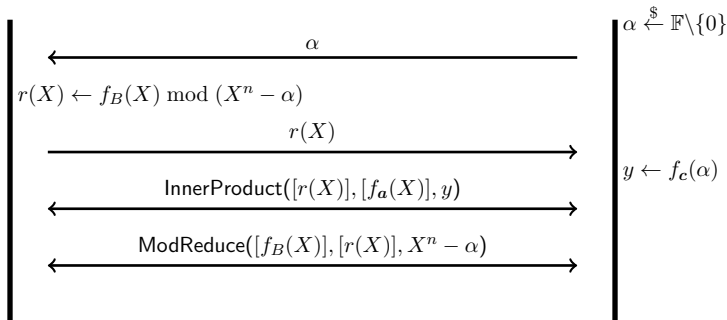 α ←$ 𝔽\{0}
α
r(X) ← f_B(X) mod (X^n − α)
r(X)
y ← f_c(α)
InnerProduct([r(X)], [f_a(X)], y)
ModReduce([f_B(X)], [r(X)], X^n − α)